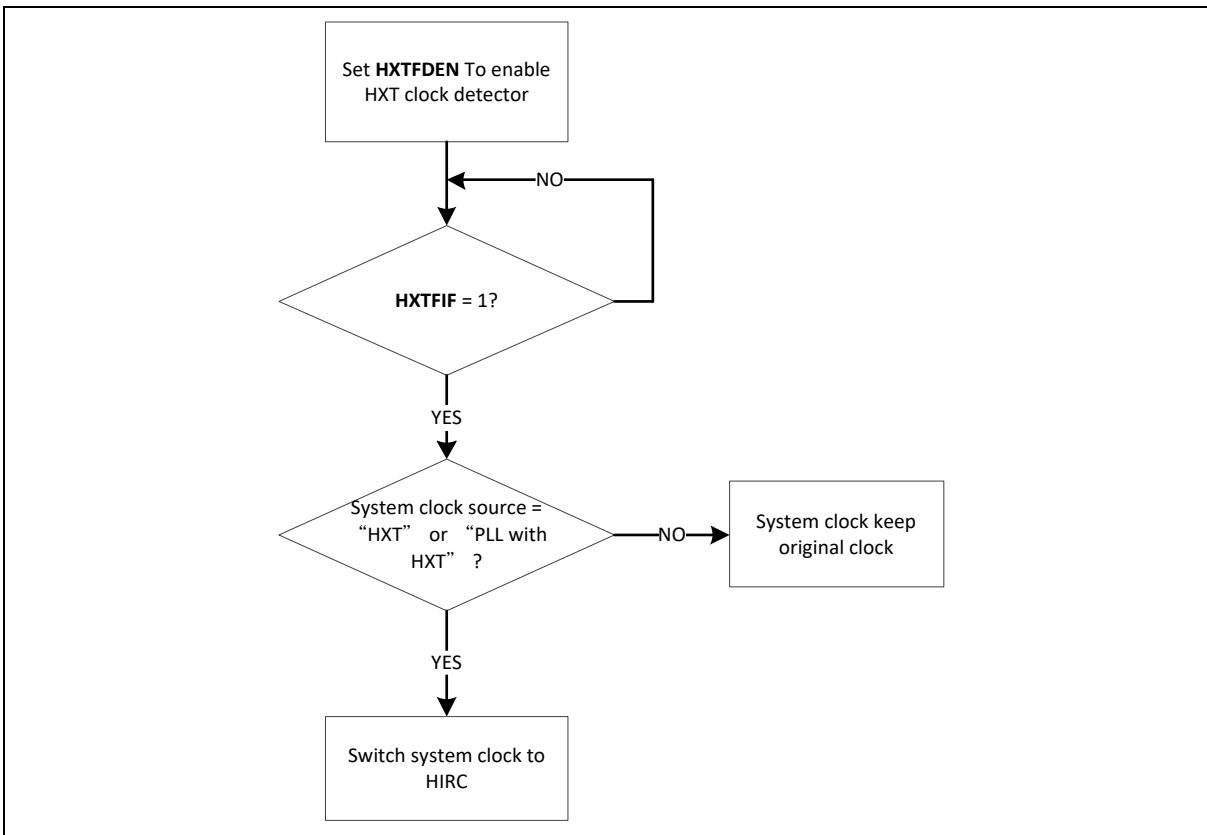 Set HXTFDEN To enable
HXT clock detector
NO
HXTFIF = 1?
YES
System clock source =
“HXT” or “PLL with
HXT” ?
NO
System clock keep
original clock
YES
Switch system clock to
HIRC